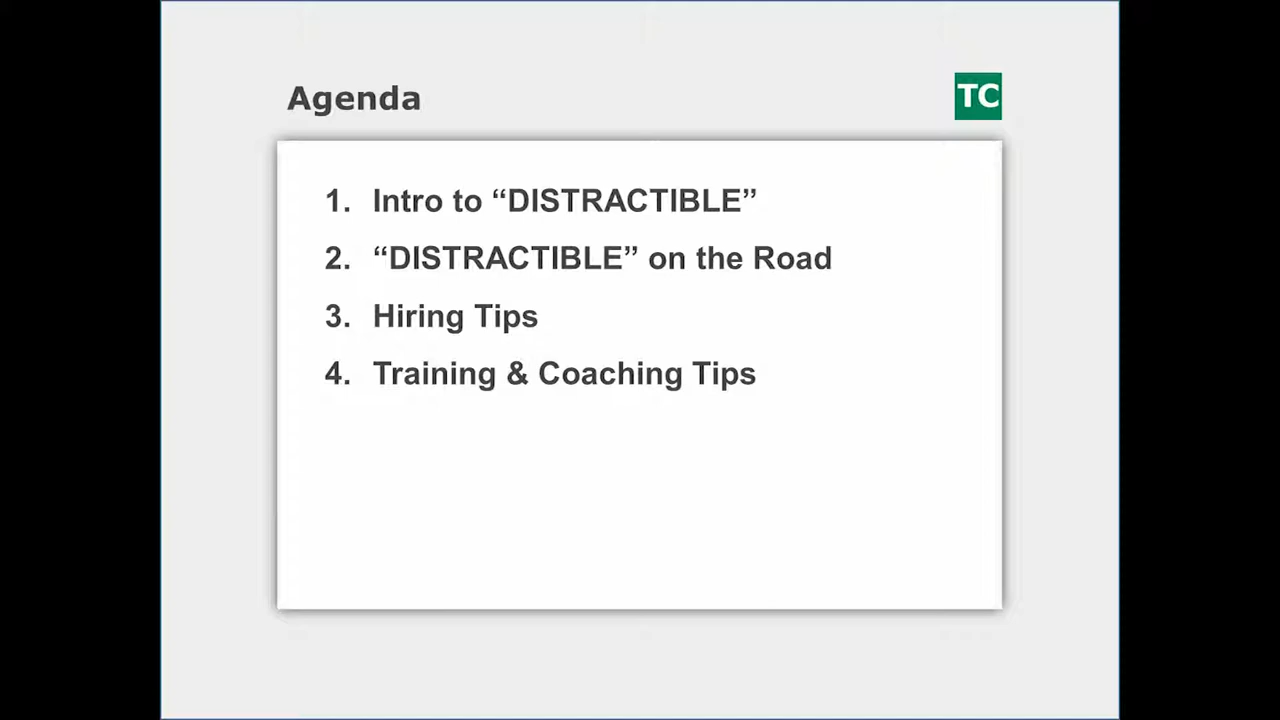 Agenda
TC
1. Intro to “DISTRACTIBLE”
2. “DISTRACTIBLE” on the Road
3. Hiring Tips
4. Training & Coaching Tips